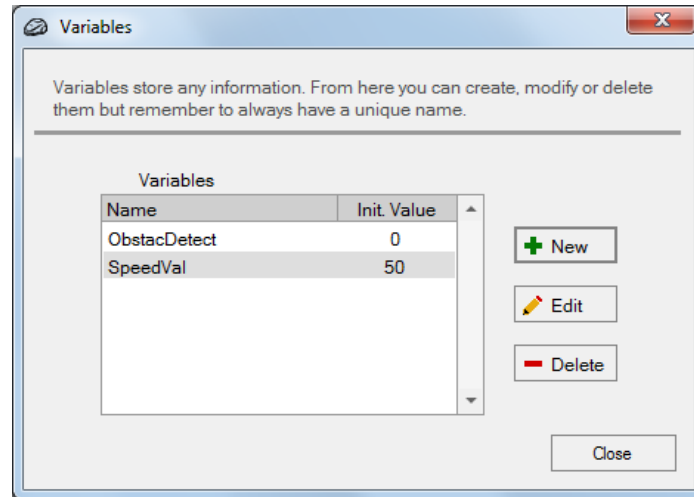 Variables
Variables store any information. From here you can create, modify or delete
them but remember to always have a unique name.
Variables
Name Init. Value
ObstacDetect 0
SpeedVal 50
New
Edit
Delete
Close